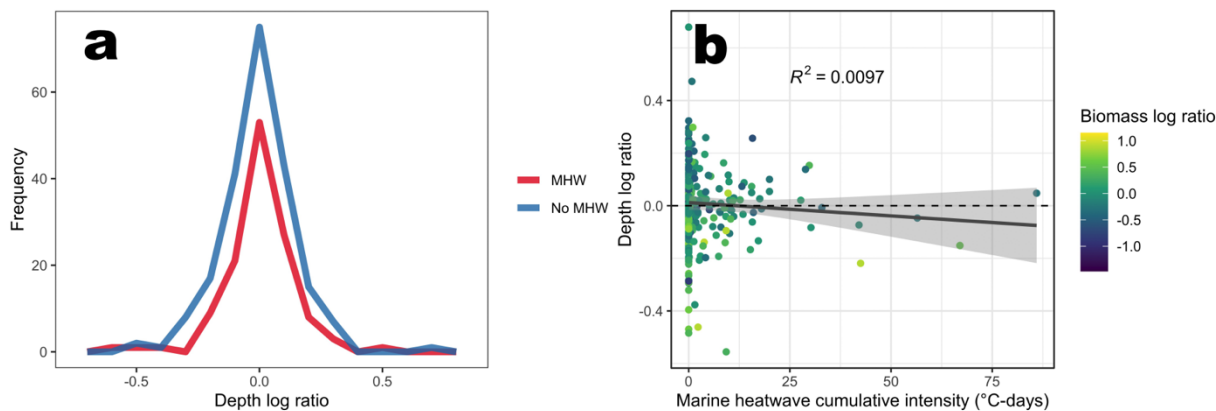 a
60
40
20
0
Frequency
-0.5
0.0
0.5
Depth log ratio
MHW
No MHW
b
R² = 0.0097
0.4
0.0
-0.4
Depth log ratio
0
25
50
75
Marine heatwave cumulative intensity (°C-days)
Biomass log ratio
1.0
0.5
0.0
-0.5
-1.0